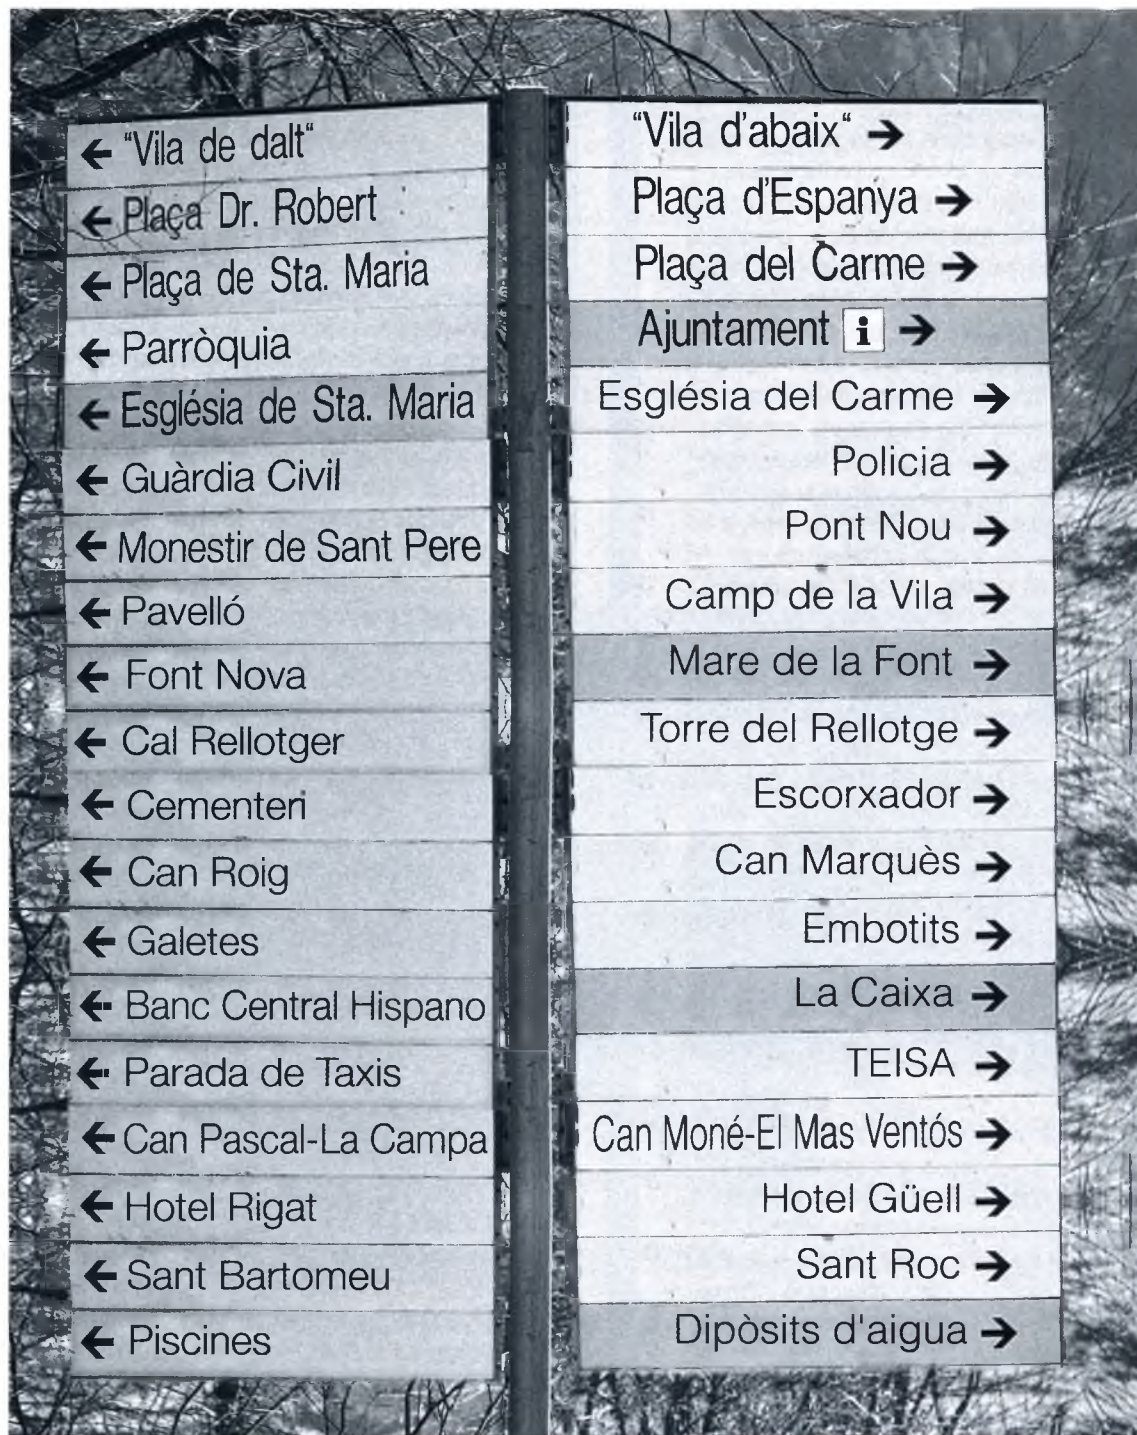 ← "Vila de dalt"
← Plaça Dr. Robert
← Plaça de Sta. Maria
← Parròquia
← Església de Sta. Maria
← Guàrdia Civil
← Monestir de Sant Pere
← Pavelló
← Font Nova
← Cal Rellotger
← Cementeri
← Can Roig
← Galetes
← Banc Central Hispano
← Parada de Taxis
← Can Pascal-La Campa
← Hotel Rigat
← Sant Bartomeu
← Piscines
"Vila d'abaix" →
Plaça d'Espanya →
Plaça del Carme →
Ajuntament i →
Església del Carme →
Policia →
Pont Nou →
Camp de la Vila →
Mare de la Font →
Torre del Rellotge →
Escorxador →
Can Marquès →
Embotits →
La Caixa →
TEISA →
Can Moné-El Mas Ventós →
Hotel Güell →
Sant Roc →
Dipòsits d'aigua →